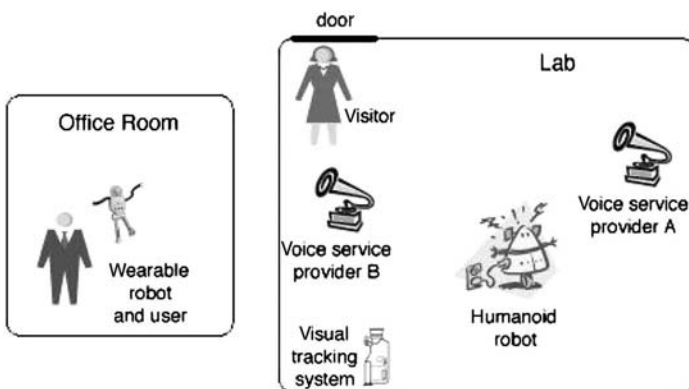 door
Lab
Office Room
Visitor
Voice service
provider A
Voice service
provider B
Wearable
robot
and user
Humanoid
robot
Visual
tracking
system